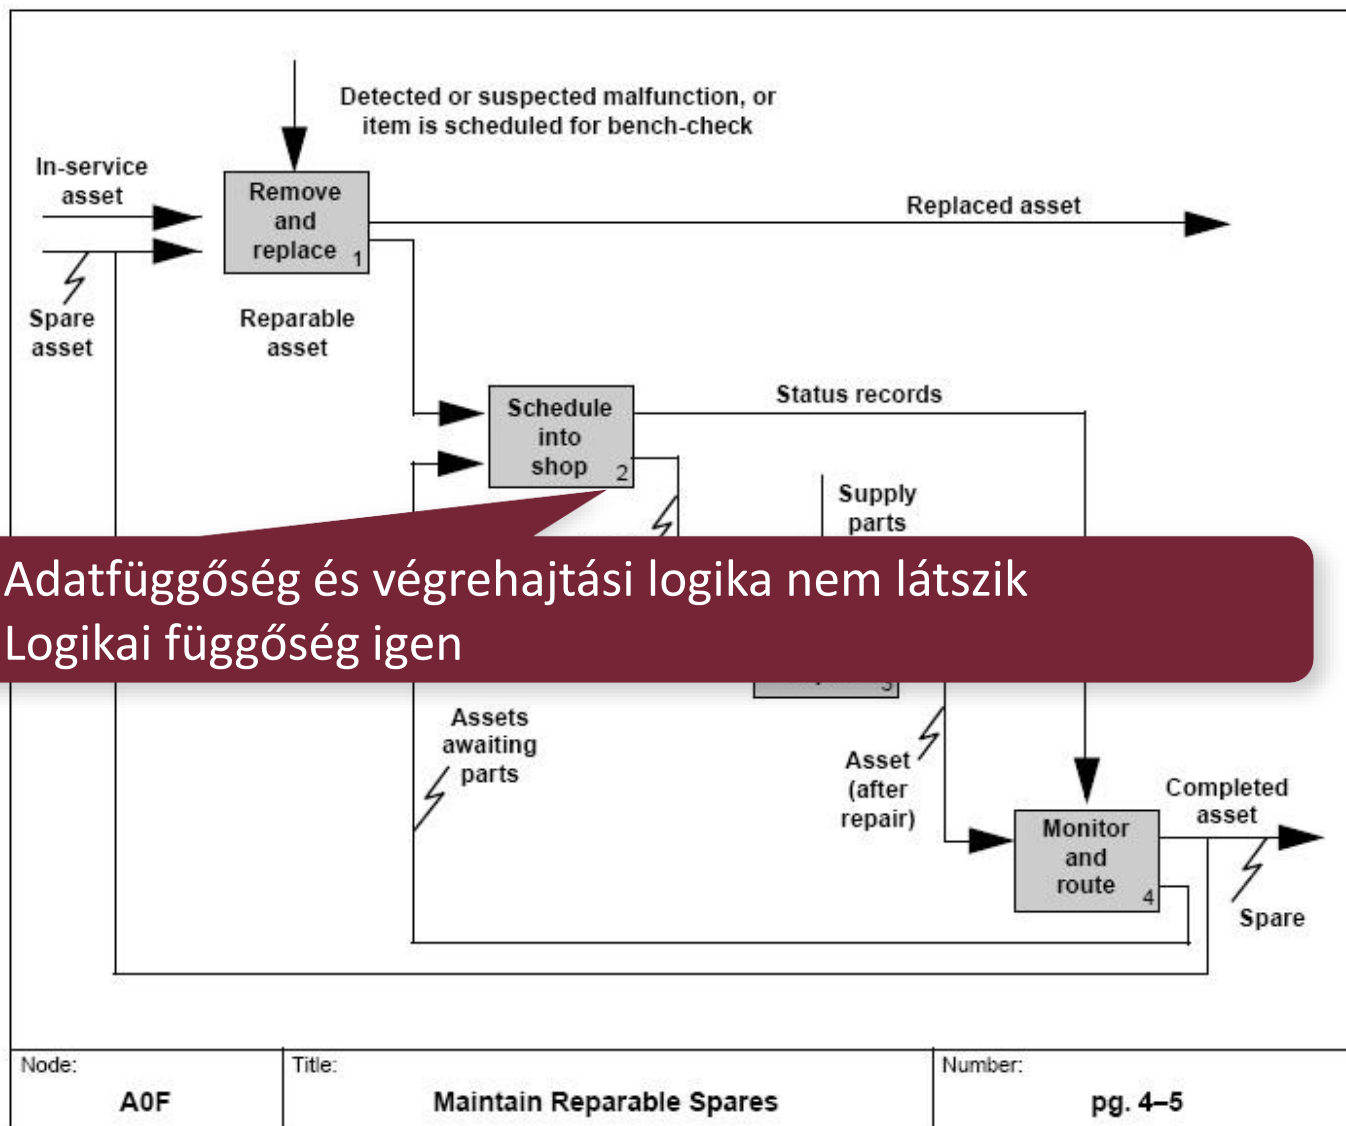 Detected or suspected malfunction, or
item is scheduled for bench-check
In-service
asset
Remove
and
replace
1
Replaced asset
Spare
asset
Reparable
asset
Schedule
into
shop
2
Status records
Supply
parts
Adatfüggőség és végrehajtási logika nem látszik
Logikai függőség igen
3
Assets
awaiting
parts
Asset
(after
repair)
Monitor
and
route
4
Completed
asset
Spare
Node:
A0F
Title:
Maintain Reparable Spares
Number:
pg. 4–5